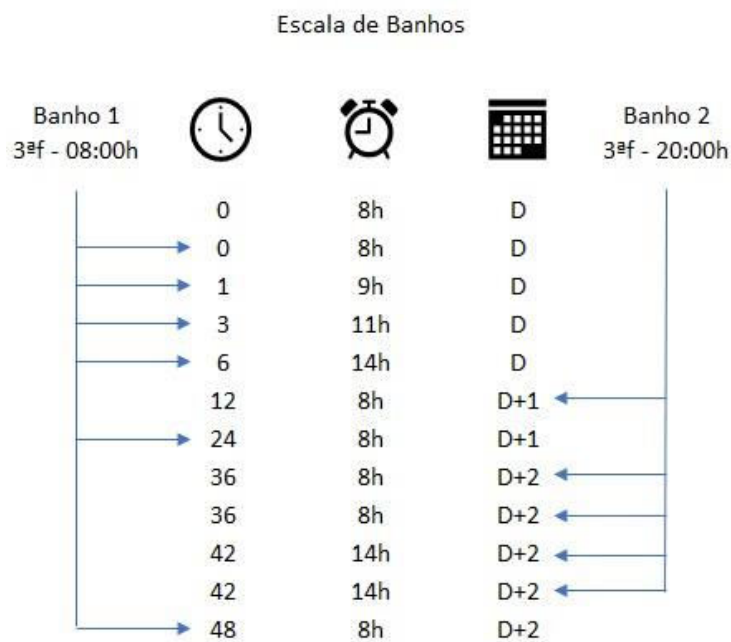 Escala de Banhos
Banho 1
3ªf - 08:00h
Banho 2
3ªf - 20:00h
0 8h D
0 8h D
1 9h D
3 11h D
6 14h D
12 8h D+1
24 8h D+1
36 8h D+2
36 8h D+2
42 14h D+2
42 14h D+2
48 8h D+2